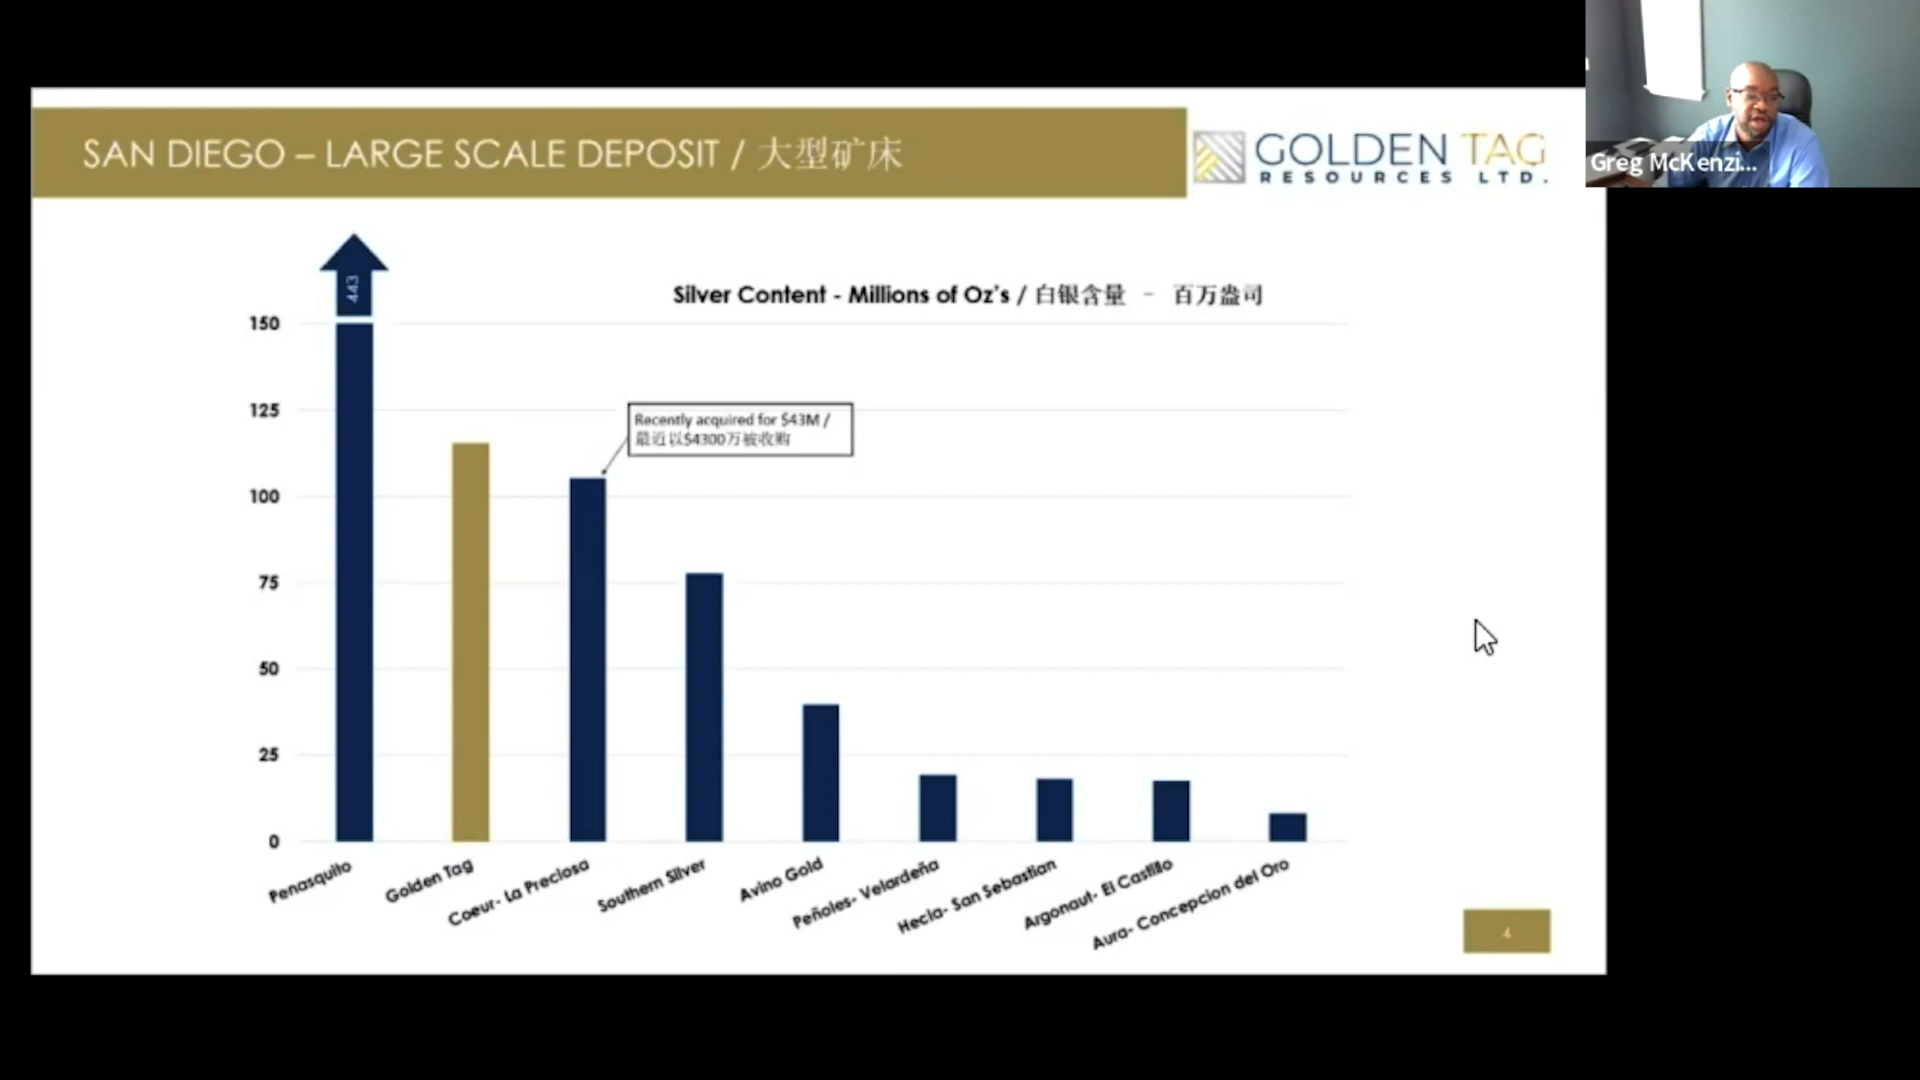 SAN DIEGO – LARGE SCALE DEPOSIT / 大型矿床
GOLDEN TAG
RESOURCES LTD.
Greg McKenzi...
443
Silver Content - Millions of Oz's / 白银含量 - 百万盎司
150
125
100
75
50
25
0
Recently acquired for $43M /
最近以$4300万被收购
Penasquito
Golden Tag
Coeur- La Preciosa
Southern Silver
Avino Gold
Peñoles- Velardeña
Hecla- San Sebastian
Argonaut- El Castillo
Aura- Concepcion del Oro
4